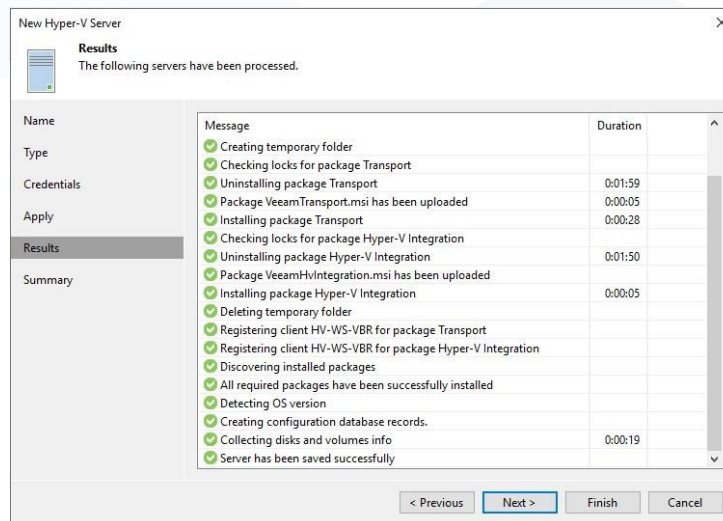 New Hyper-V Server
Results
The following servers have been processed.
Name
Type
Credentials
Apply
Results
Summary
Message Duration
Creating temporary folder
Checking locks for package Transport
Uninstalling package Transport 0:01:59
Package VeeamTransport.msi has been uploaded 0:00:05
Installing package Transport 0:00:28
Checking locks for package Hyper-V Integration
Uninstalling package Hyper-V Integration 0:01:50
Package VeeamHvIntegration.msi has been uploaded
Installing package Hyper-V Integration 0:00:05
Deleting temporary folder
Registering client HV-WS-VBR for package Transport
Registering client HV-WS-VBR for package Hyper-V Integration
Discovering installed packages
All required packages have been successfully installed
Detecting OS version
Creating configuration database records.
Collecting disks and volumes info 0:00:19
Server has been saved successfully
< Previous Next > Finish Cancel